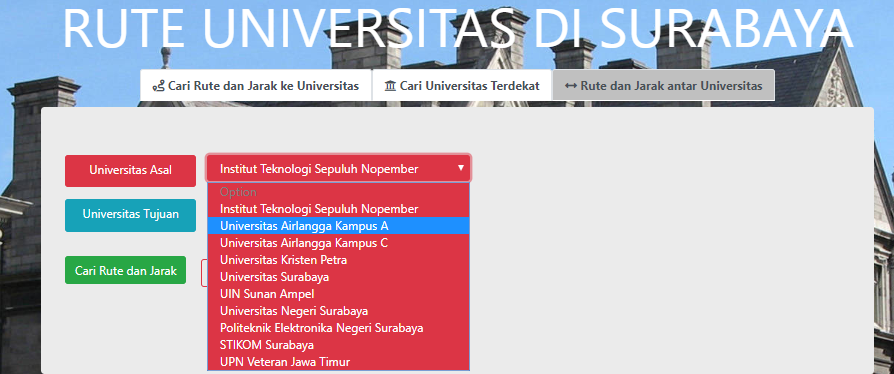 RUTE UNIVERSITAS DI SURABAYA
Cari Rute dan Jarak ke Universitas Cari Universitas Terdekat Rute dan Jarak antar Universitas
Universitas Asal Institut Teknologi Sepuluh Nopember
Option
Institut Teknologi Sepuluh Nopember
Universitas Tujuan
Universitas Airlangga Kampus A
Universitas Airlangga Kampus C
Universitas Kristen Petra
Cari Rute dan Jarak
Universitas Surabaya
UIN Sunan Ampel
Universitas Negeri Surabaya
Politeknik Elektronika Negeri Surabaya
STIKOM Surabaya
UPN Veteran Jawa Timur